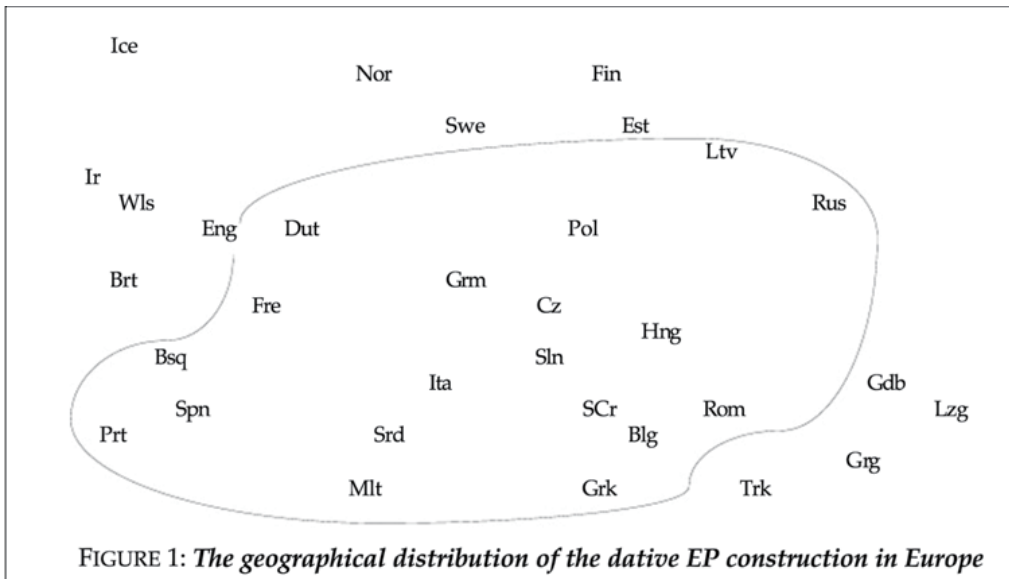 Ice
Nor Fin
Swe Est
Ltv
Ir
Wls Rus
Eng Dut Pol
Brt Grm
Fre Cz
Hng
Bsq Sln
Ita Gdb
Spn SCr Rom Lzg
Prt Srd Blg
Grg
Mlt Grk Trk
FIGURE 1: The geographical distribution of the dative EP construction in Europe